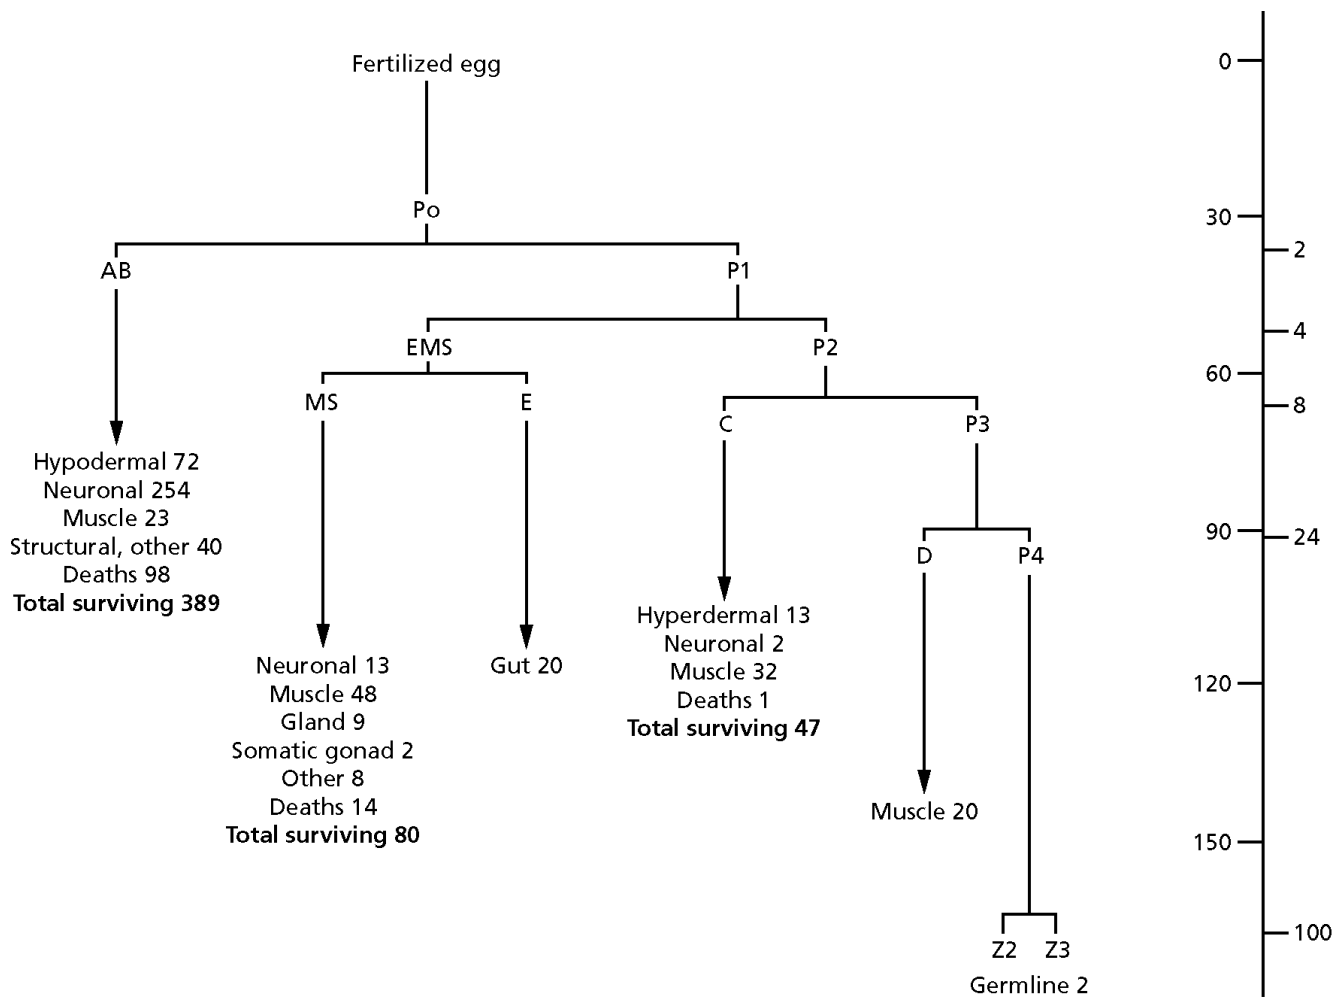 Fertilized egg
0
Po
30
2
AB
P1
4
EMS
P2
60
MS
E
8
C
P3
Hypodermal 72
Neuronal 254
Muscle 23
Structural, other 40
Deaths 98
Total surviving 389
90
24
D
P4
Hyperdermal 13
Neuronal 2
Muscle 32
Deaths 1
Total surviving 47
Neuronal 13
Muscle 48
Gland 9
Somatic gonad 2
Other 8
Deaths 14
Total surviving 80
Gut 20
120
Muscle 20
150
100
Z2 Z3
Germline 2